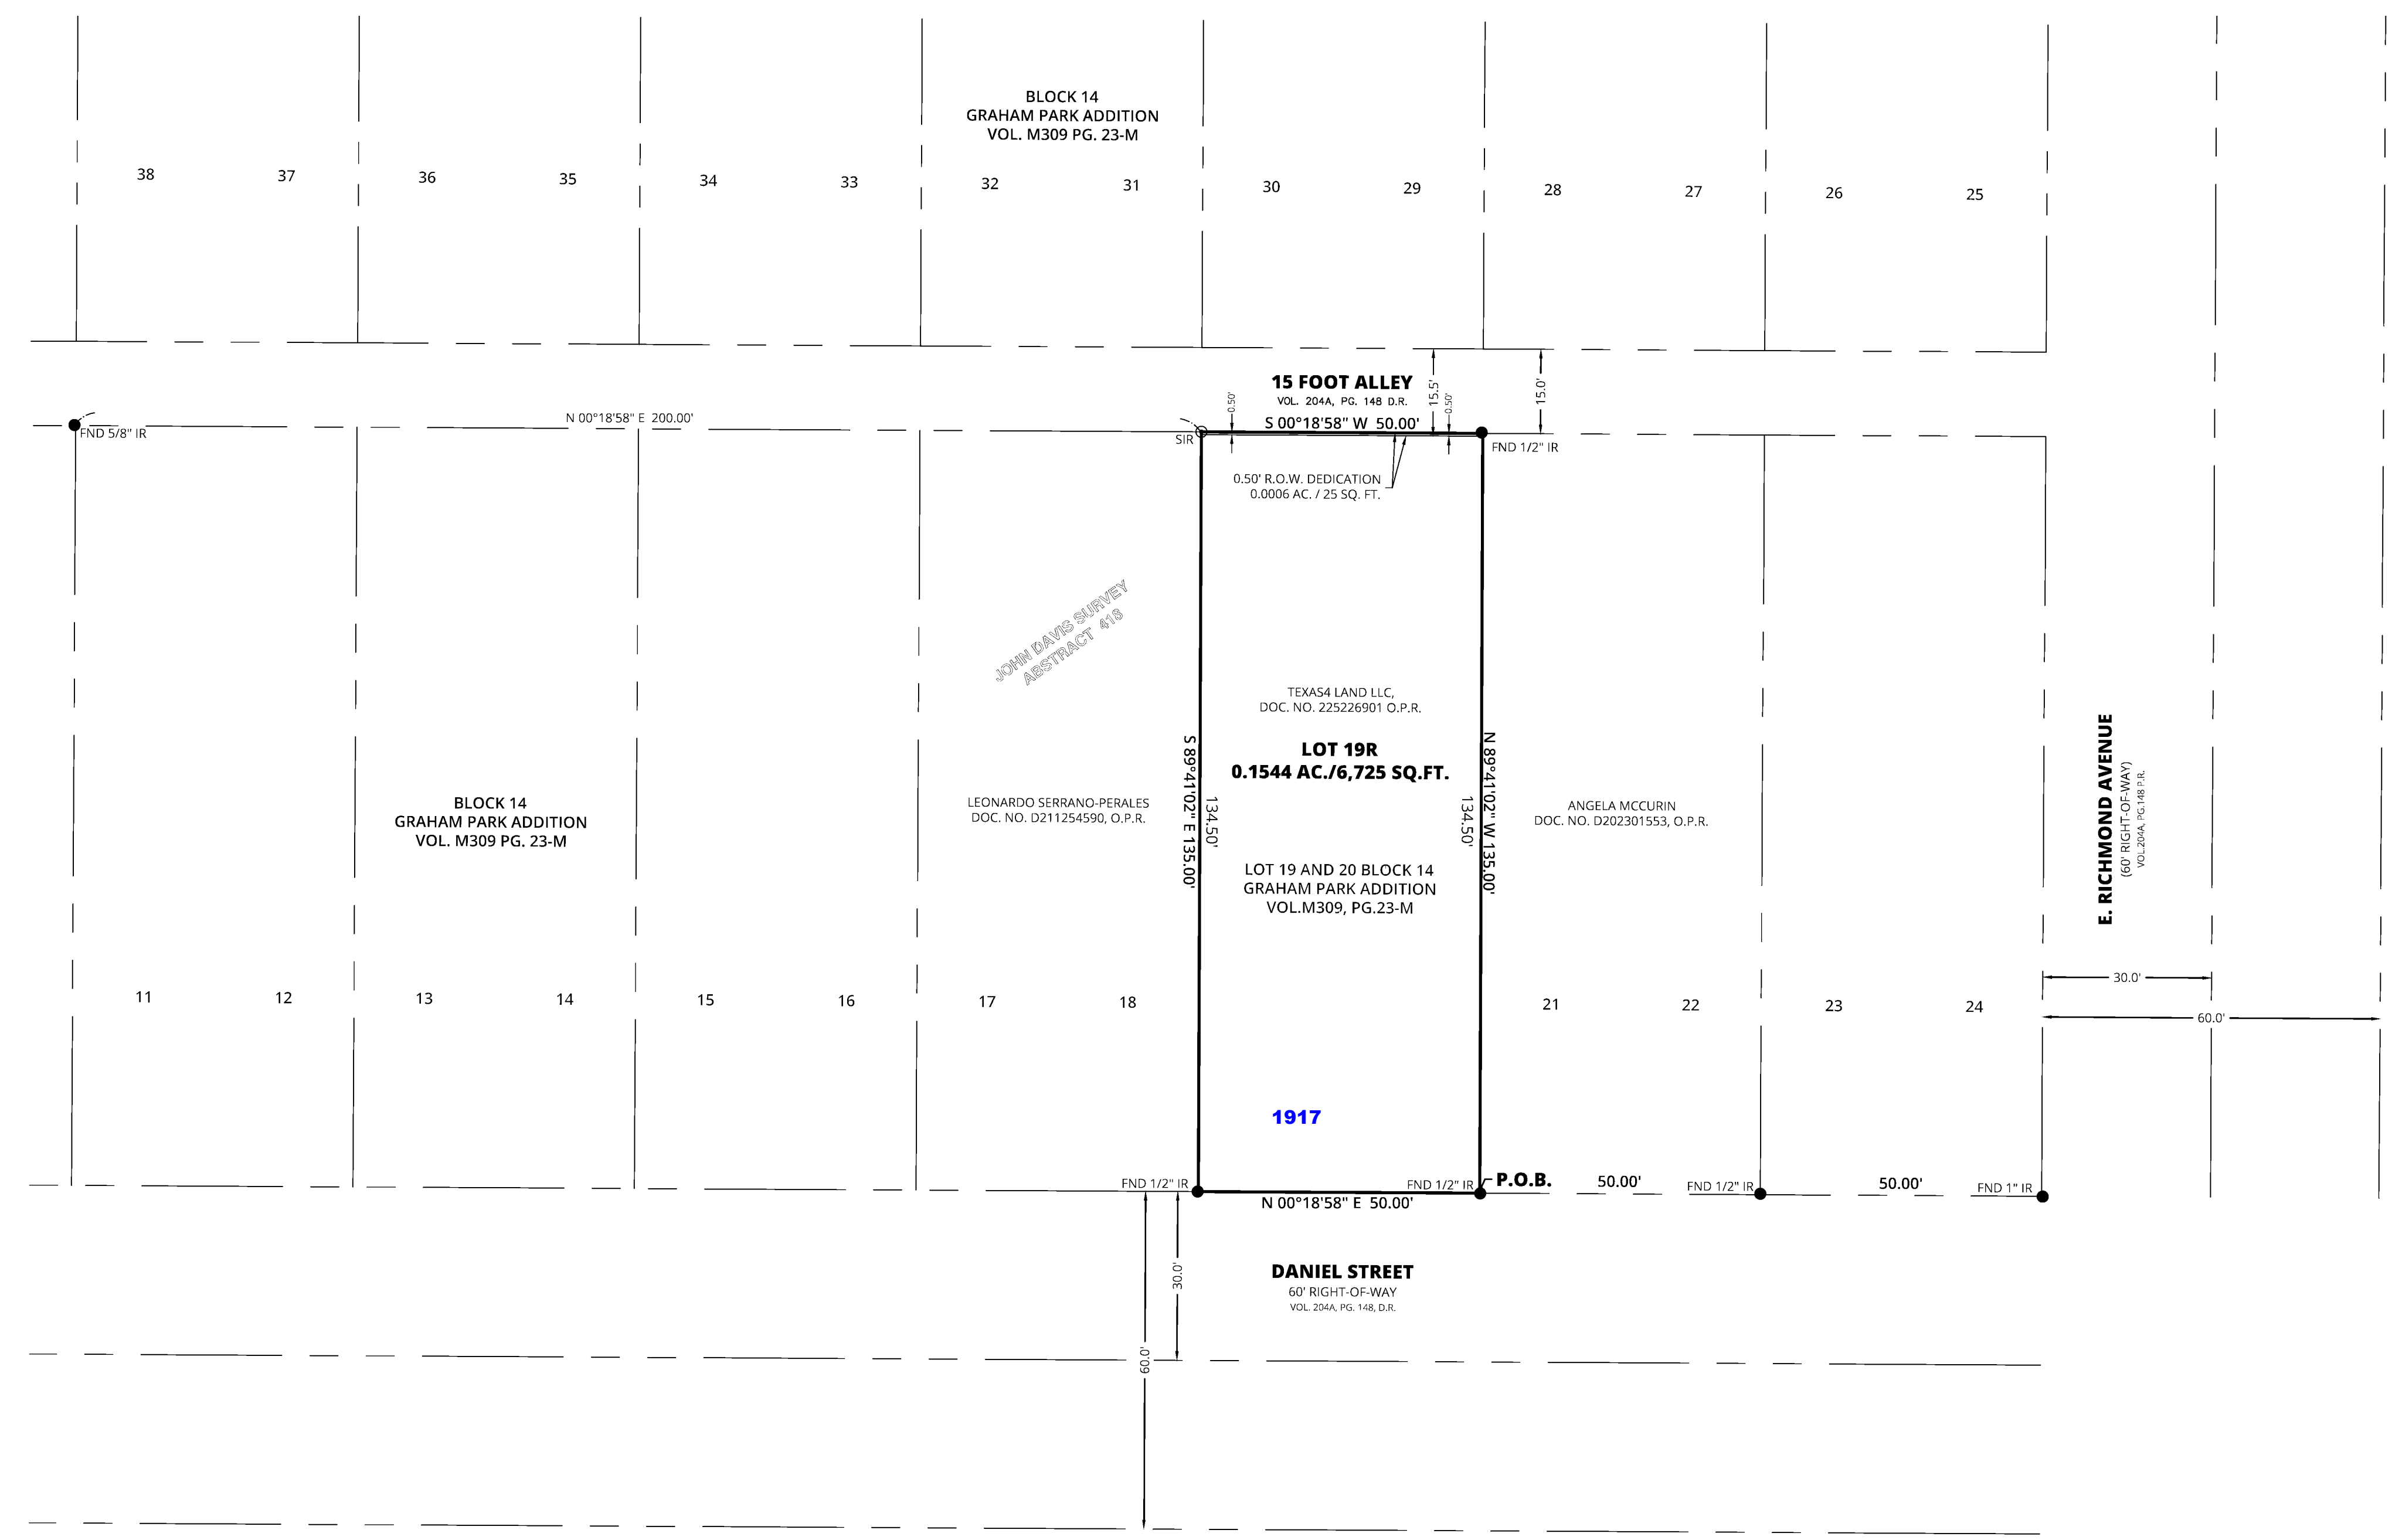 BLOCK 14
GRAHAM PARK ADDITION
VOL. M309 PG. 23-M
38 37 36 35 34 33 32 31 30 29 28 27 26 25
15 FOOT ALLEY
VOL. 204A, PG. 148 D.R.
15.5'
15.0'
0.50'
0.50'
N 00°18'58" E 200.00'
S 00°18'58" W 50.00'
FND 5/8" IR
SIR
FND 1/2" IR
0.50' R.O.W. DEDICATION
0.0006 AC. / 25 SQ. FT.
JOHN DAVIS SURVEY
ABSTRACT 418
TEXAS4 LAND LLC,
DOC. NO. 225226901 O.P.R.
LOT 19R
0.1544 AC./6,725 SQ.FT.
S 89°41'02" E 135.00'
134.50'
134.50'
N 89°41'02" W 135.00'
BLOCK 14
GRAHAM PARK ADDITION
VOL. M309 PG. 23-M
LEONARDO SERRANO-PERALES
DOC. NO. D211254590, O.P.R.
ANGELA MCCURIN
DOC. NO. D202301553, O.P.R.
LOT 19 AND 20 BLOCK 14
GRAHAM PARK ADDITION
VOL.M309, PG.23-M
E. RICHMOND AVENUE
(60' RIGHT-OF-WAY)
VOL.204A, PG.148 P.R.
30.0'
60.0'
11 12 13 14 15 16 17 18 21 22 23 24
1917
FND 1/2" IR
FND 1/2" IR
P.O.B.
50.00'
FND 1/2" IR
50.00'
FND 1" IR
N 00°18'58" E 50.00'
30.0'
60.0'
DANIEL STREET
60' RIGHT-OF-WAY
VOL. 204A, PG. 148, D.R.